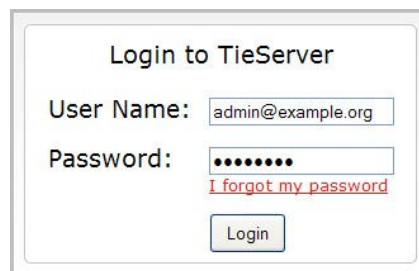 Login to TieServer
User Name: admin@example.org
Password: ••••••••
I forgot my password
Login